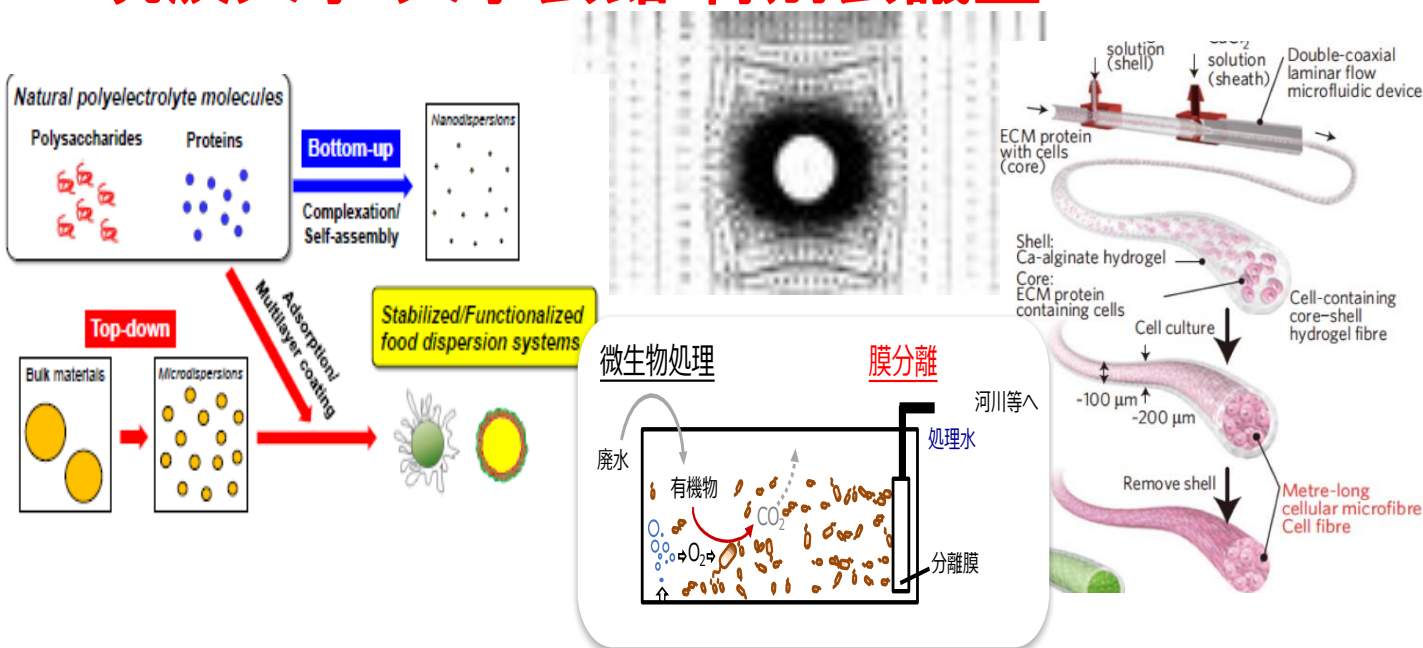 Natural polyelectrolyte molecules
Polysaccharides
Proteins
Bottom-up
Complexation/
Self-assembly
Nanodispersions
Adsorption/
Multilayer coating
Top-down
Bulk materials
Microdispersions
Stabilized/Functionalized
food dispersion systems
微生物処理
膜分離
河川等へ
処理水
廃水
有機物
CO2
O2
分離膜
solution
(shell)
solution
(sheath)
Double-coaxial
laminar flow
microfluidic device
ECM protein
with cells
(core)
Shell:
Ca-alginate hydrogel
Core:
ECM protein
containing cells
Cell-containing
core–shell
hydrogel fibre
Cell culture
~100 μm
~200 μm
Remove shell
Metre-long
cellular microfibre
Cell fibre